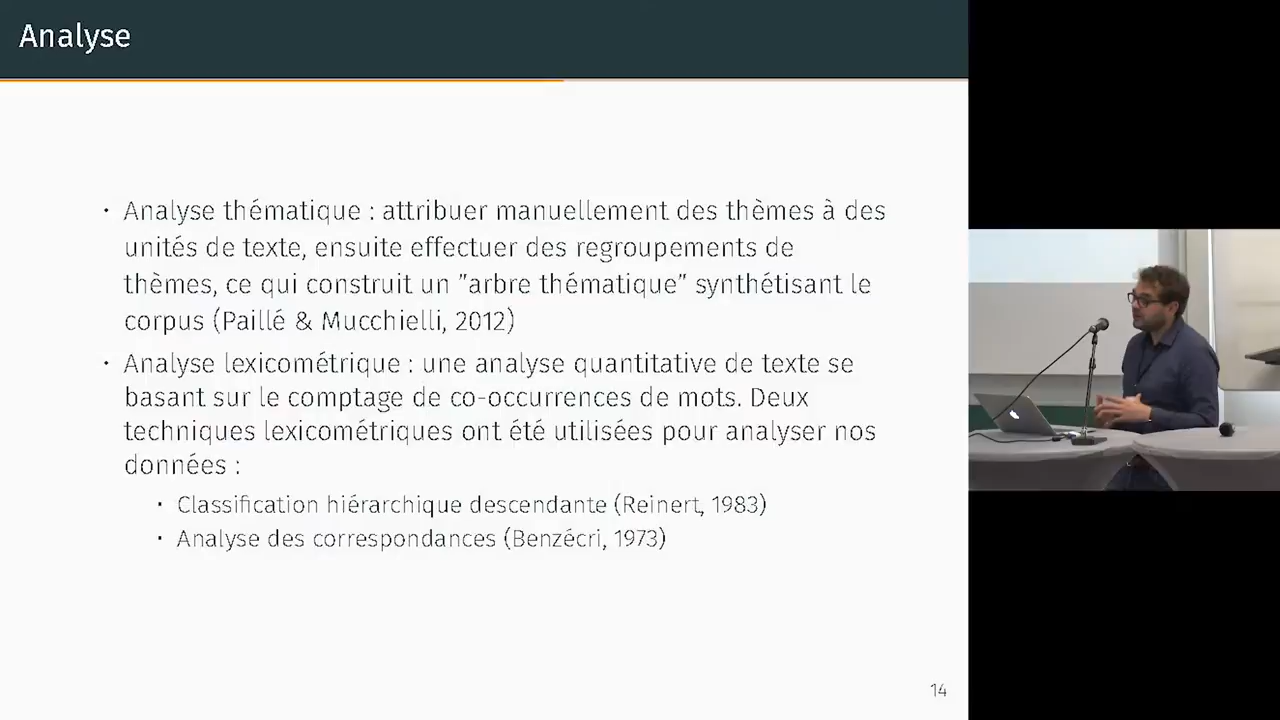 Analyse
· Analyse thématique : attribuer manuellement des thèmes à des
unités de texte, ensuite effectuer des regroupements de
thèmes, ce qui construit un ”arbre thématique” synthétisant le
corpus (Paillé & Mucchielli, 2012)
· Analyse lexicométrique : une analyse quantitative de texte se
basant sur le comptage de co-occurrences de mots. Deux
techniques lexicométriques ont été utilisées pour analyser nos
données :
· Classification hiérarchique descendante (Reinert, 1983)
· Analyse des correspondances (Benzécri, 1973)
14